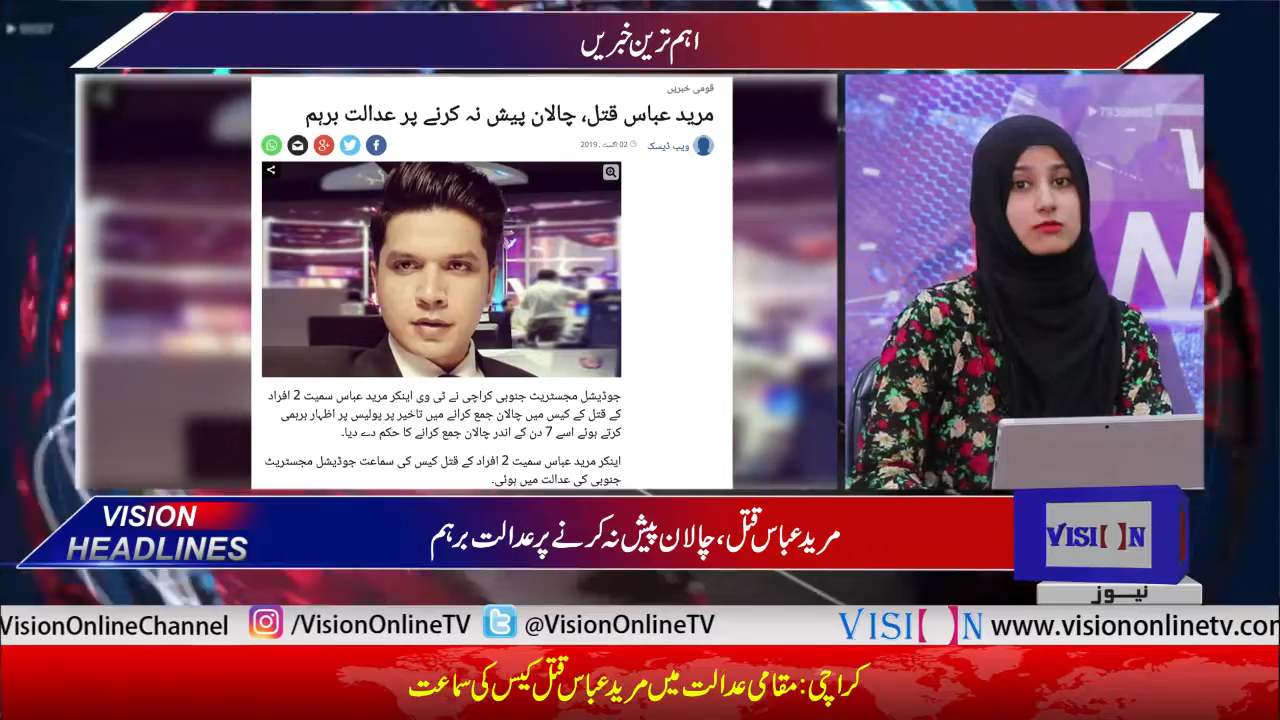 اہم ترین خبریں
قومی خبریں
مرید عباس قتل، چالان پیش نہ کرنے پر عدالت برہم
ویب ڈیسک 02 اگست ، 2019
جوڈیشل مجسٹریٹ جنوبی کراچی نے ٹی وی اینکر مرید عباس سمیت 2 افراد
کے قتل کے کیس میں چالان جمع کرانے میں تاخیر پر پولیس پر اظہار برہمی
کرتے ہوئے اسے 7 دن کے اندر چالان جمع کرانے کا حکم دے دیا۔
اینکر مرید عباس سمیت 2 افراد کے قتل کیس کی سماعت جوڈیشل مجسٹریٹ
جنوبی کی عدالت میں ہوئی۔
VISION
HEADLINES
مرید عباس قتل، چالان پیش نہ کرنے پر عدالت برہم
VISION
نیوز
VisionOnlineChannel /VisionOnlineTV @VisionOnlineTV VISION www.visiononlinetv.com
کراچی: مقامی عدالت میں مرید عباس قتل کیس کی سماعت